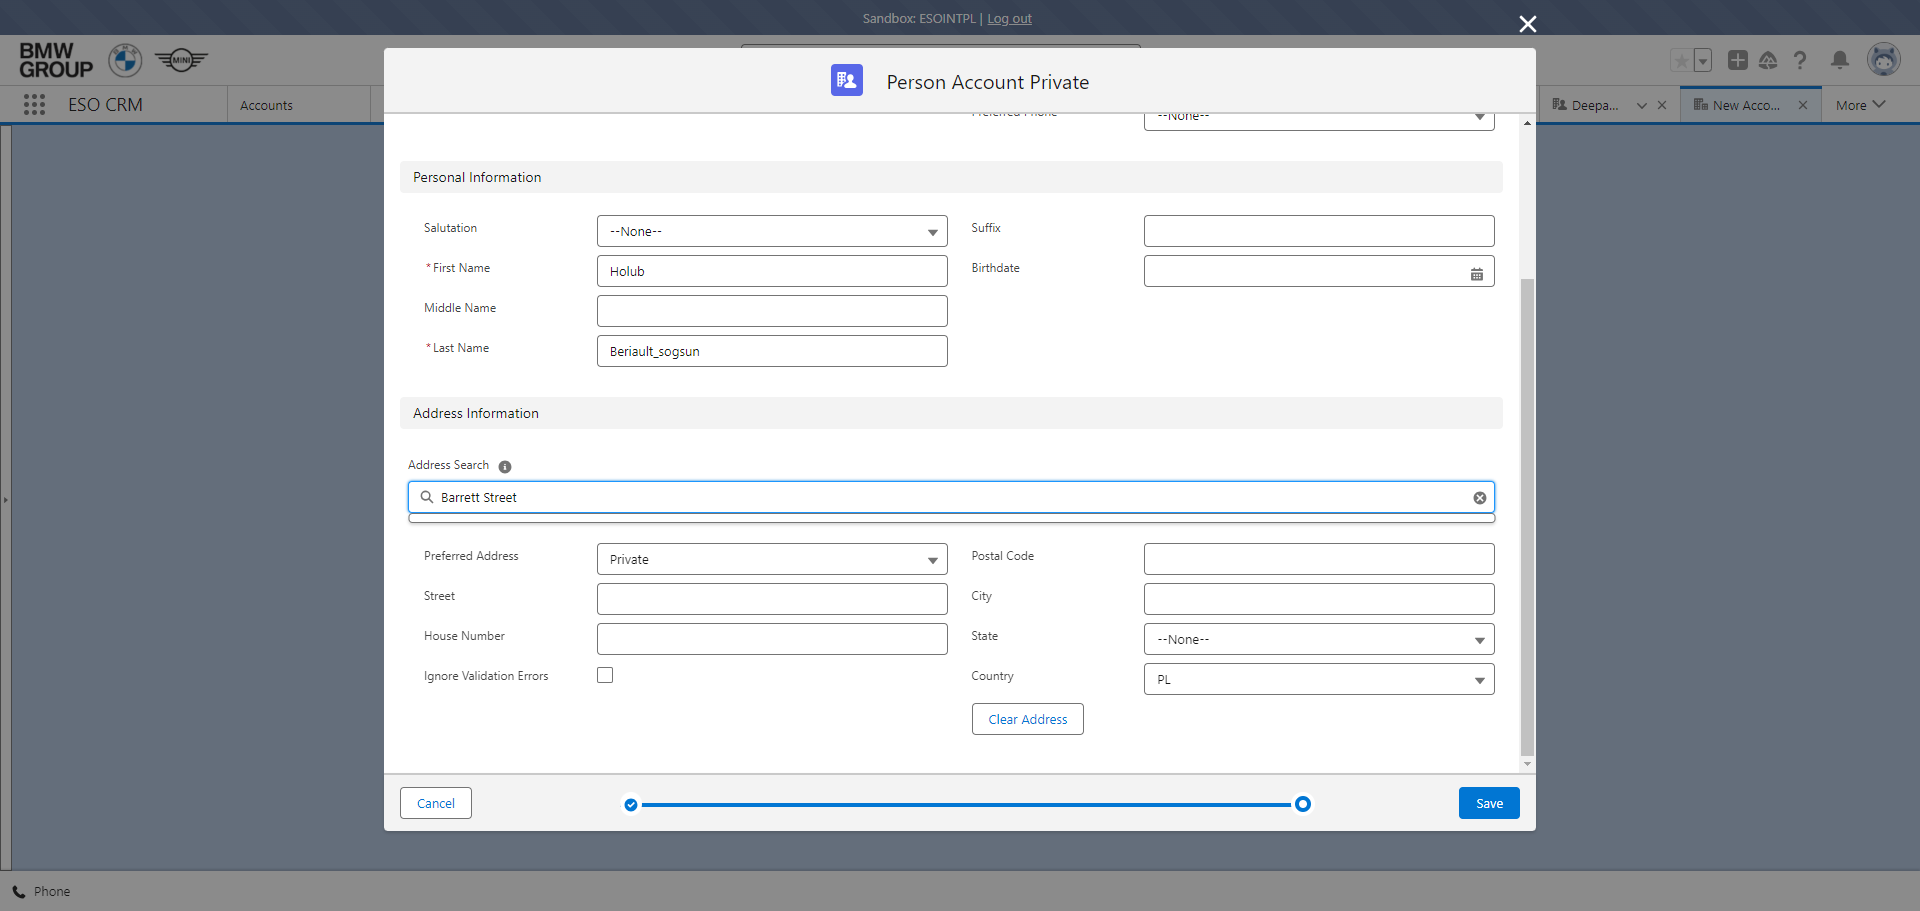 Sandbox: ESOINTPL | Log out
BMW
GROUP
MINI
ESO CRM
Accounts
Deepa...
New Acco...
More
Person Account Private
Preferred Phone
--None--
Personal Information
Salutation
--None--
Suffix
*First Name
Holub
Birthdate
Middle Name
*Last Name
Beriault_sogsun
Address Information
Address Search
Barrett Street
Preferred Address
Private
Postal Code
Street
City
House Number
State
--None--
Ignore Validation Errors
Country
PL
Clear Address
Cancel
Save
Phone